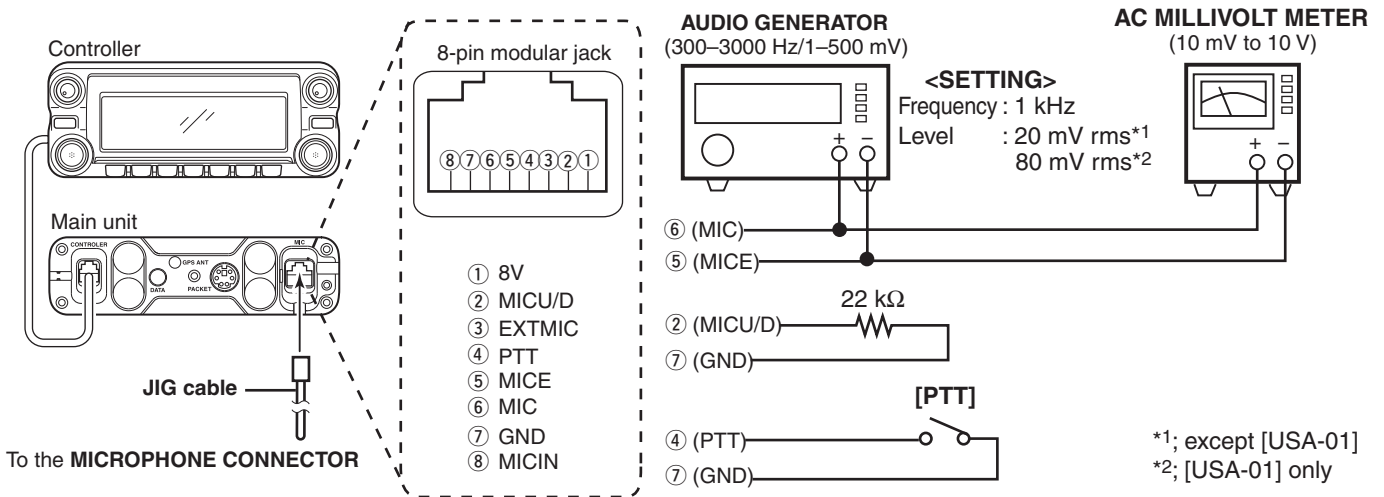 Controller
Main unit
CONTROLER
GPS ANT
DATA
PACKET
MIC
JIG cable
To the MICROPHONE CONNECTOR
8-pin modular jack
⑧⑦⑥⑤④③②①
① 8V
② MICU/D
③ EXTMIC
④ PTT
⑤ MICE
⑥ MIC
⑦ GND
⑧ MICIN
AUDIO GENERATOR
(300–3000 Hz/1–500 mV)
+ –
<SETTING>
Frequency : 1 kHz
Level : 20 mV rms*1
80 mV rms*2
AC MILLIVOLT METER
(10 mV to 10 V)
+ –
⑥ (MIC)
⑤ (MICE)
22 kΩ
② (MICU/D)
⑦ (GND)
[PTT]
④ (PTT)
⑦ (GND)
*1; except [USA-01]
*2; [USA-01] only